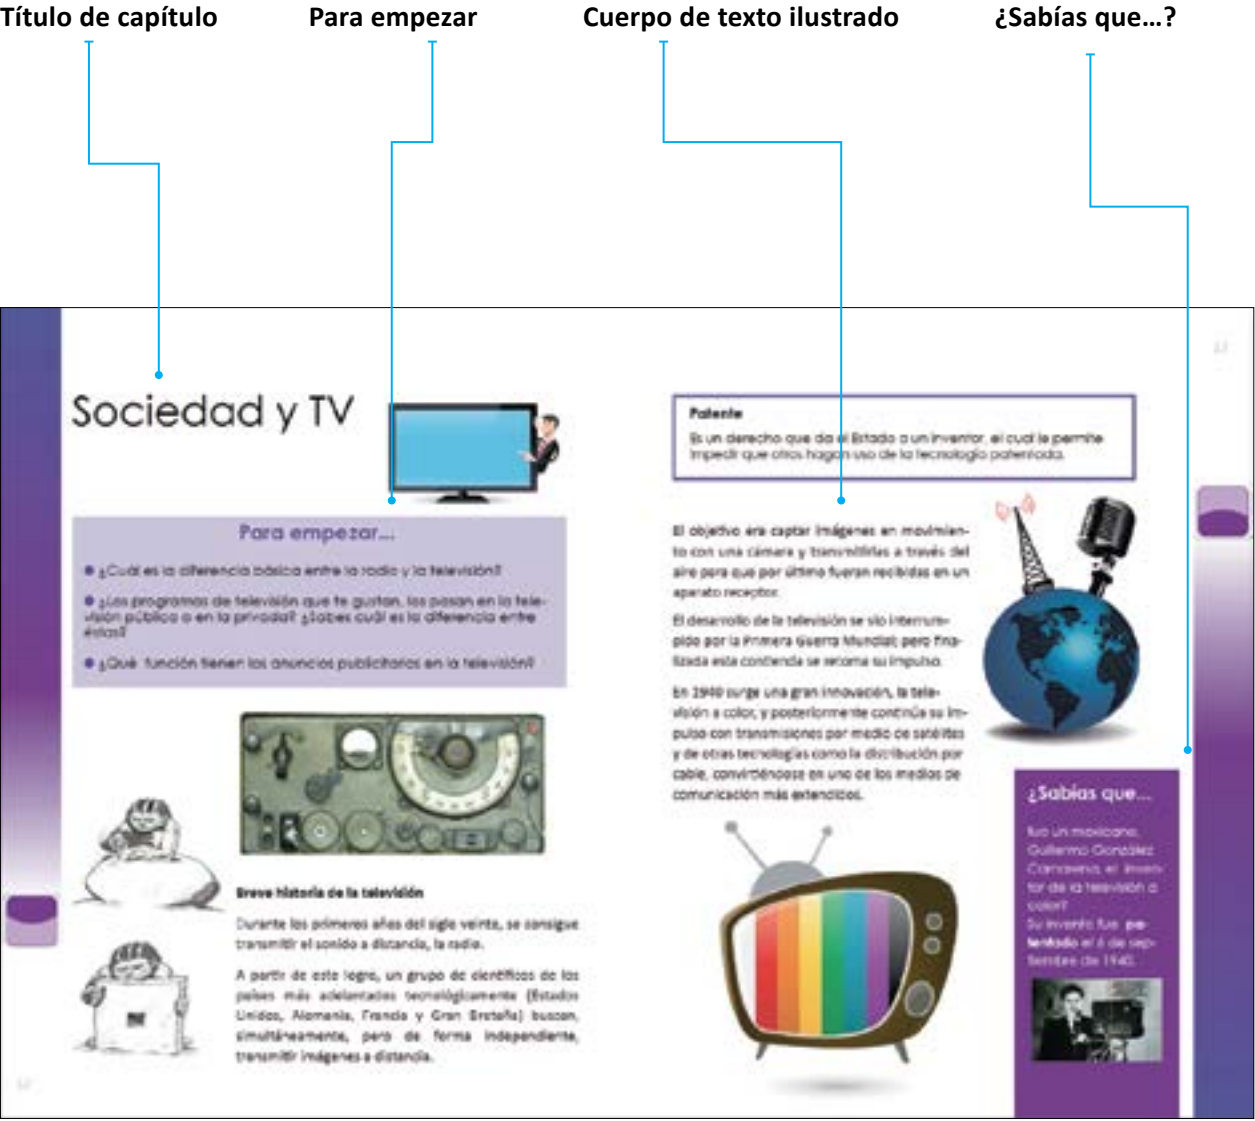 Título de capítulo
Para empezar
Cuerpo de texto ilustrado
¿Sabías que…?
Sociedad y TV
Para empezar...
¿Cuál es la diferencia básica entre la radio y la televisión?
¿Los programas de televisión que te gustan, los pasan en la tele-
visión pública o en la privada? ¿Sabes cuál es la diferencia entre
éstas?
¿Qué función tienen los anuncios publicitarios en la televisión?
Breve historia de la televisión
Durante los primeros años del siglo veinte, se consigue
transmitir el sonido a distancia, la radio.
A partir de este logro, un grupo de científicos de los
países más adelantados tecnológicamente (Estados
Unidos, Alemania, Francia y Gran Bretaña) buscan,
simultáneamente, pero de forma independiente,
transmitir imágenes a distancia.
12
13
Patente
Es un derecho que da el Estado a un inventor, el cual le permite
impedir que otros hagan uso de la tecnología patentada.
El objetivo era captar imágenes en movimien-
to con una cámara y transmitirlas a través del
aire para que por último fueran recibidas en un
aparato receptor.
El desarrollo de la televisión se vio interrum-
pido por la Primera Guerra Mundial; pero fina-
lizada esta contienda se retoma su impulso.
En 1940 surge una gran innovación, la tele-
visión a color, y posteriormente continúa su im-
pulso con transmisiones por medio de satélites
y de otras tecnologías como la distribución por
cable, convirtiéndose en uno de los medios de
comunicación más extendidos.
¿Sabías que...
fue un mexicano,
Guillermo González
Camarena, el inven-
tor de la televisión a
color?
Su invento fue pa-
tentado el 6 de sep-
tiembre de 1940.